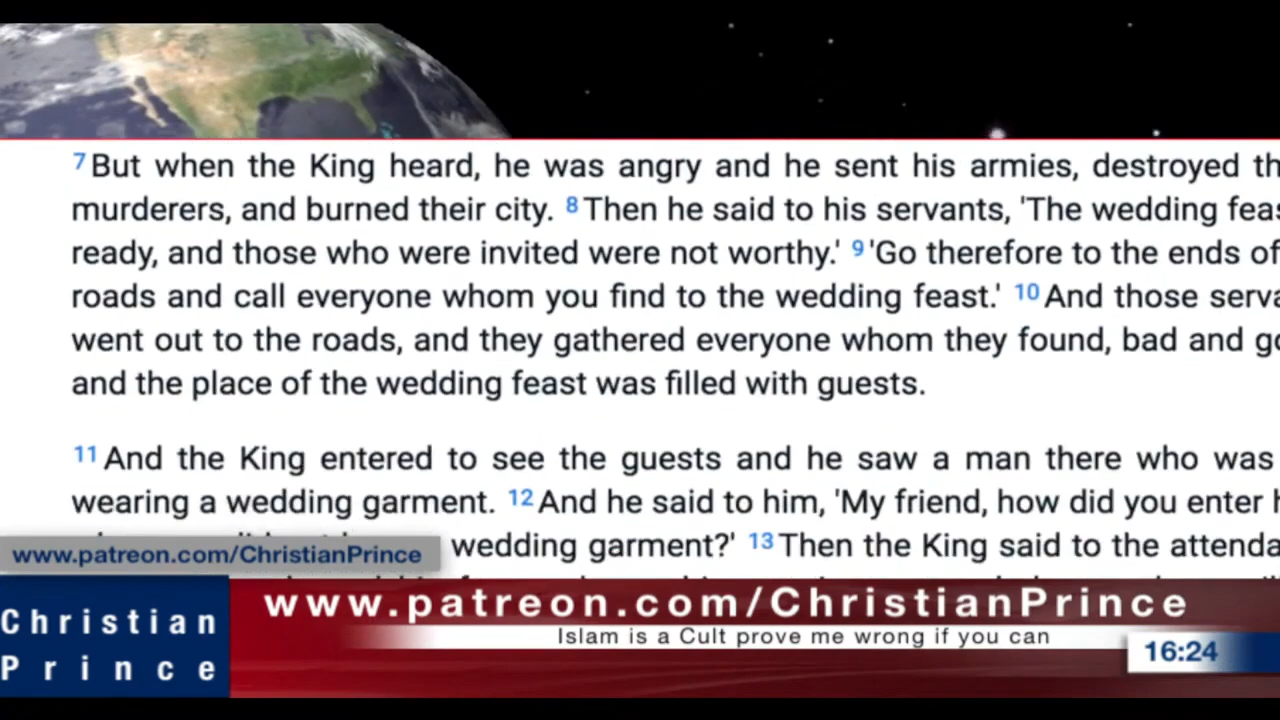 7 But when the King heard, he was angry and he sent his armies, destroyed th
murderers, and burned their city. 8 Then he said to his servants, 'The wedding feas
ready, and those who were invited were not worthy.' 9 'Go therefore to the ends of
roads and call everyone whom you find to the wedding feast.' 10 And those serva
went out to the roads, and they gathered everyone whom they found, bad and go
and the place of the wedding feast was filled with guests.
11 And the King entered to see the guests and he saw a man there who was
wearing a wedding garment. 12 And he said to him, 'My friend, how did you enter h
wedding garment?' 13 Then the King said to the attenda
www.patreon.com/ChristianPrince
www.patreon.com/ChristianPrince
Islam is a Cult prove me wrong if you can
Christian
Prince
16:24